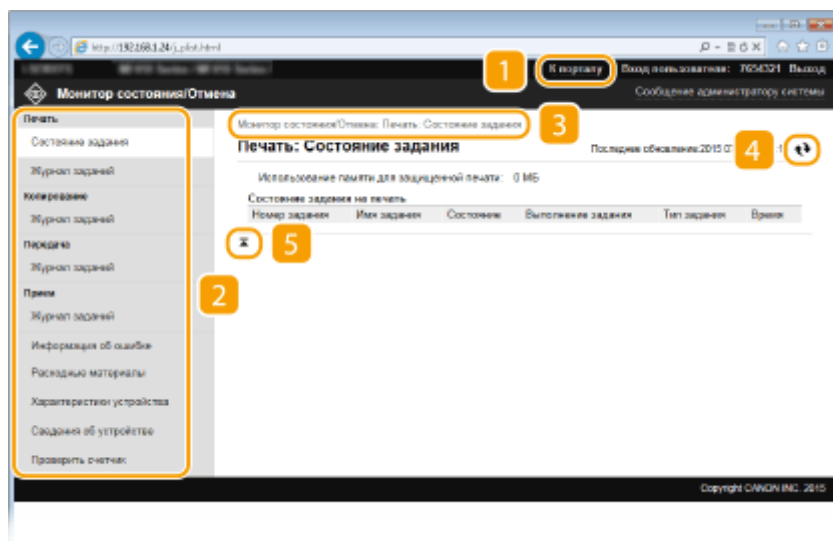 http://192.168.1.24/j_plist.html
1
К порталу Вход пользователя: 7654321 Выход
Монитор состояния/Отмена
Сообщение администратору системы
Печать
Состояние задания
Журнал заданий
Копирование
Журнал заданий
Передача
Журнал заданий
Прием
Журнал заданий
Информация об ошибке
Расходные материалы
Характеристики устройства
Сведения об устройстве
Проверить счетчик
2
Монитор состояния/Отмена: Печать: Состояние задания
3
Печать: Состояние задания
Последнее обновление:2015
4
Использование памяти для защищенной печати: 0 МБ
Состояние задания на печать
Номер задания Имя задания Состояние Выполнение задания Тип задания Время
5
Copyright CANON INC. 2015